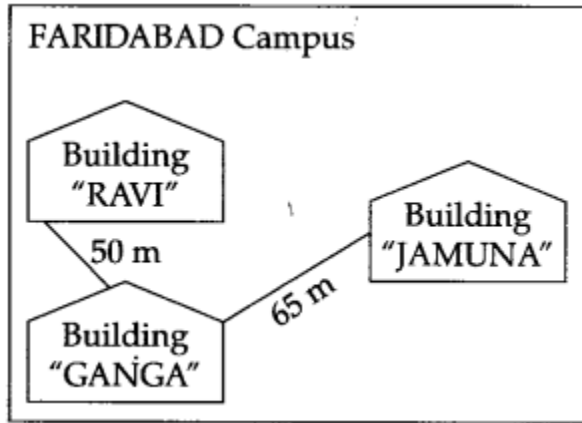 FARIDABAD Campus
Building
"RAVI"
50 m
Building
"JAMUNA"
65 m
Building
"GANGA"